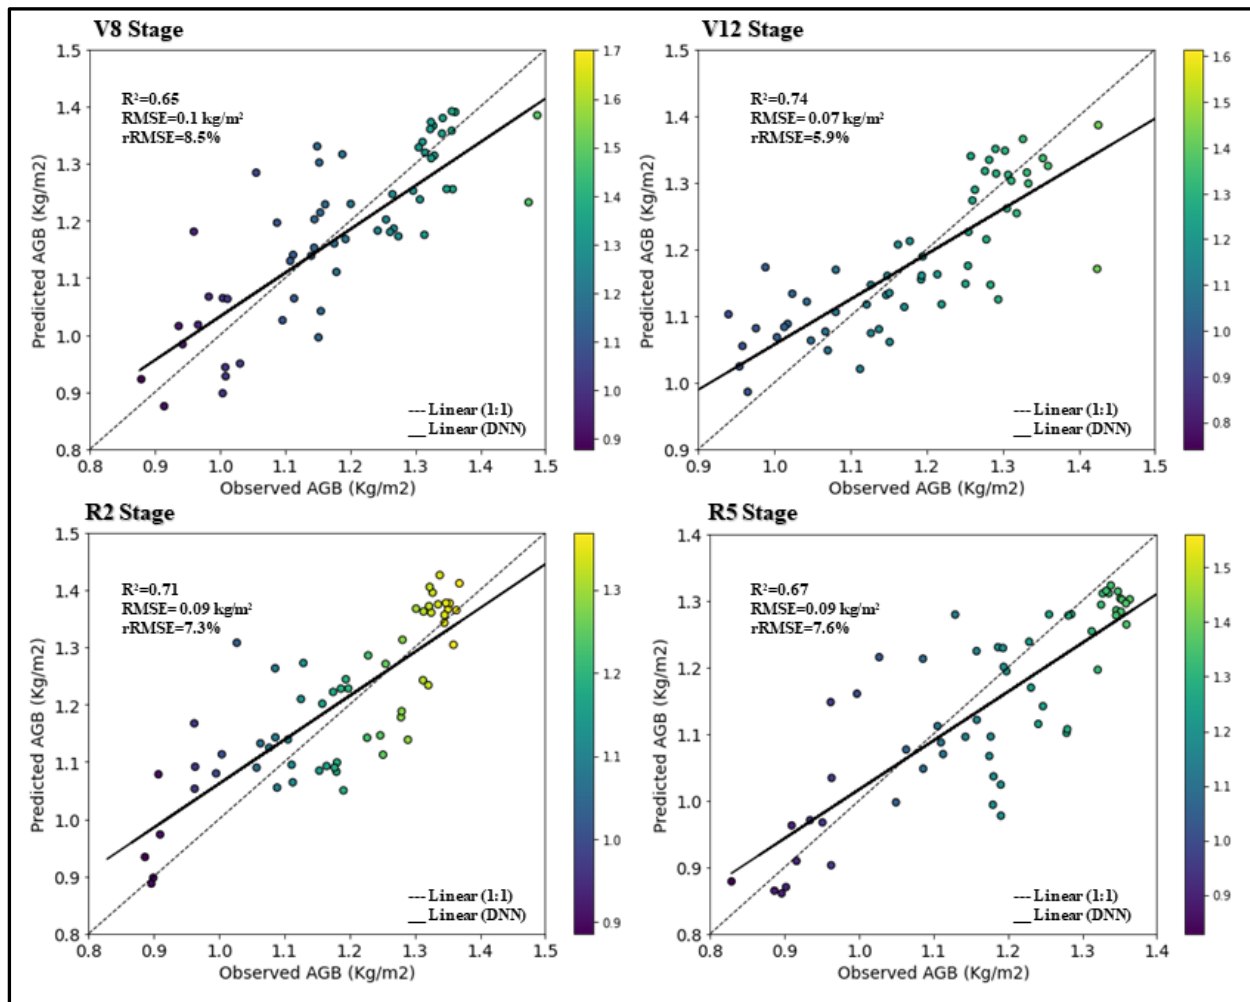 V8 Stage
R²=0.65
RMSE=0.1 kg/m²
rRMSE=8.5%
Predicted AGB (Kg/m2)
1.5
1.4
1.3
1.2
1.1
1.0
0.9
0.8
0.8 0.9 1.0 1.1 1.2 1.3 1.4 1.5
Observed AGB (Kg/m2)
--- Linear (1:1)
__ Linear (DNN)
1.7
1.6
1.5
1.4
1.3
1.2
1.1
1.0
0.9
V12 Stage
R²=0.74
RMSE= 0.07 kg/m²
rRMSE=5.9%
Predicted AGB (Kg/m2)
1.5
1.4
1.3
1.2
1.1
1.0
0.9
0.9 1.0 1.1 1.2 1.3 1.4 1.5
Observed AGB (Kg/m2)
--- Linear (1:1)
__ Linear (DNN)
1.6
1.5
1.4
1.3
1.2
1.1
1.0
0.9
0.8
R2 Stage
R²=0.71
RMSE= 0.09 kg/m²
rRMSE=7.3%
Predicted AGB (Kg/m2)
1.5
1.4
1.3
1.2
1.1
1.0
0.9
0.8
0.8 0.9 1.0 1.1 1.2 1.3 1.4 1.5
Observed AGB (Kg/m2)
--- Linear (1:1)
__ Linear (DNN)
1.3
1.2
1.1
1.0
0.9
R5 Stage
R²=0.67
RMSE=0.09 kg/m²
rRMSE=7.6%
Predicted AGB (Kg/m2)
1.4
1.3
1.2
1.1
1.0
0.9
0.8
0.8 0.9 1.0 1.1 1.2 1.3 1.4
Observed AGB (Kg/m2)
--- Linear (1:1)
__ Linear (DNN)
1.5
1.4
1.3
1.2
1.1
1.0
0.9